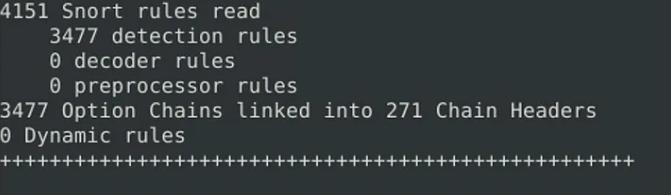 4151 Snort rules read
    3477 detection rules
    0 decoder rules
    0 preprocessor rules
3477 Option Chains linked into 271 Chain Headers
0 Dynamic rules
+++++++++++++++++++++++++++++++++++++++++++++++++++